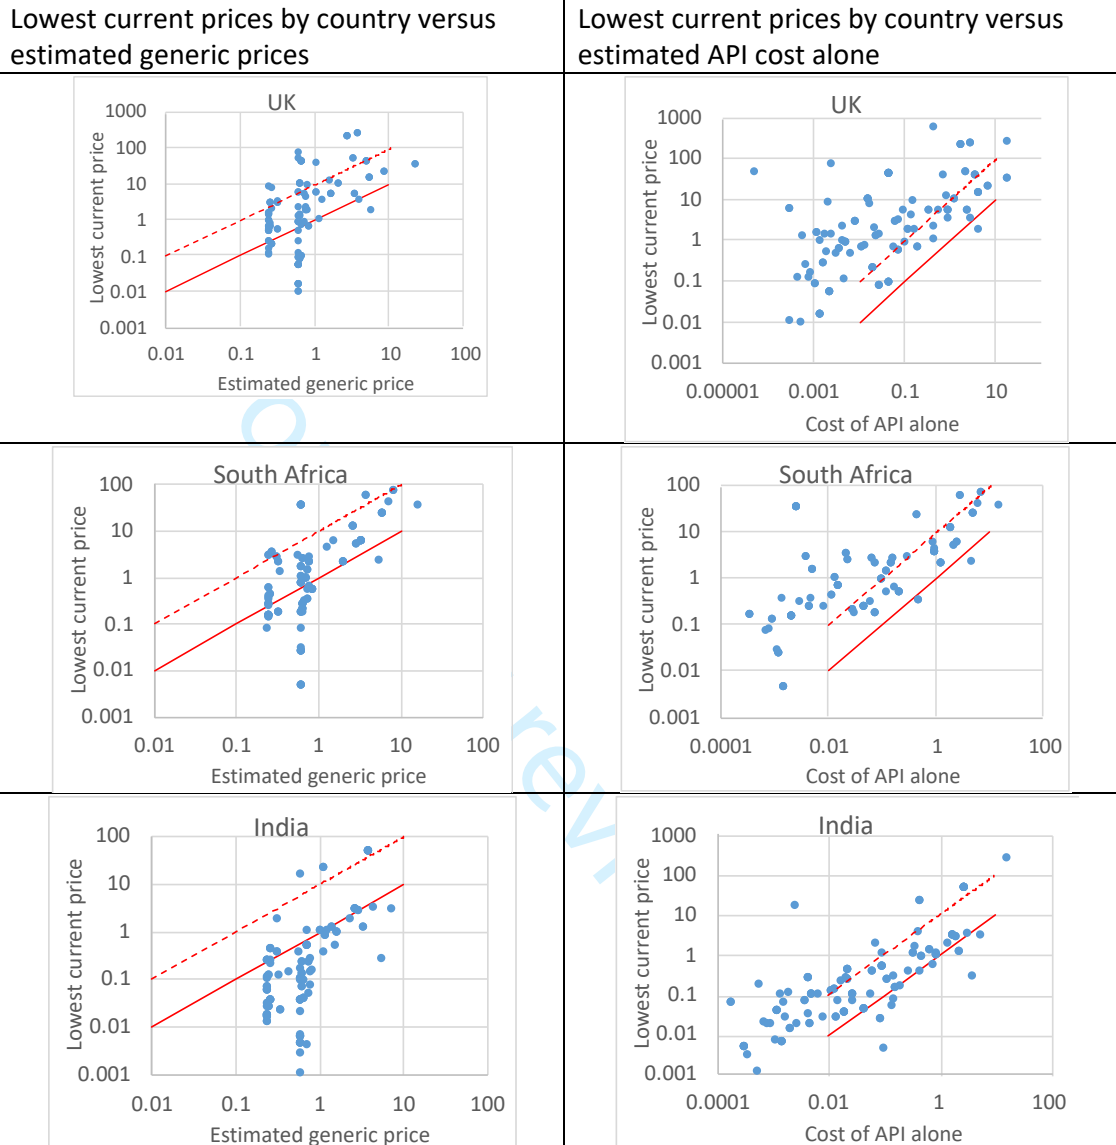 Lowest current prices by country versus
estimated generic prices
Lowest current prices by country versus
estimated API cost alone
UK
Lowest current price
1000
100
10
1
0.1
0.01
0.001
0.01 0.1 1 10 100
Estimated generic price
UK
Lowest current price
1000
100
10
1
0.1
0.01
0.001
0.00001 0.001 0.1 10
Cost of API alone
South Africa
Lowest current price
100
10
1
0.1
0.01
0.001
0.01 0.1 1 10 100
Estimated generic price
South Africa
Lowest current price
100
10
1
0.1
0.01
0.001
0.0001 0.01 1 100
Cost of API alone
India
Lowest current price
100
10
1
0.1
0.01
0.001
0.01 0.1 1 10 100
Estimated generic price
India
Lowest current price
1000
100
10
1
0.1
0.01
0.001
0.0001 0.01 1 100
Cost of API alone